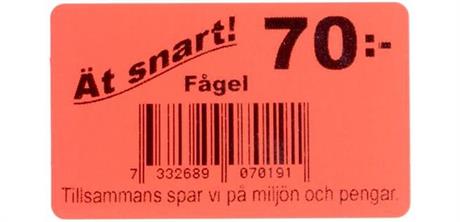 Ät snart! 70:-
Fågel
7 332689 070191
Tillsammans spar vi på miljön och pengar.